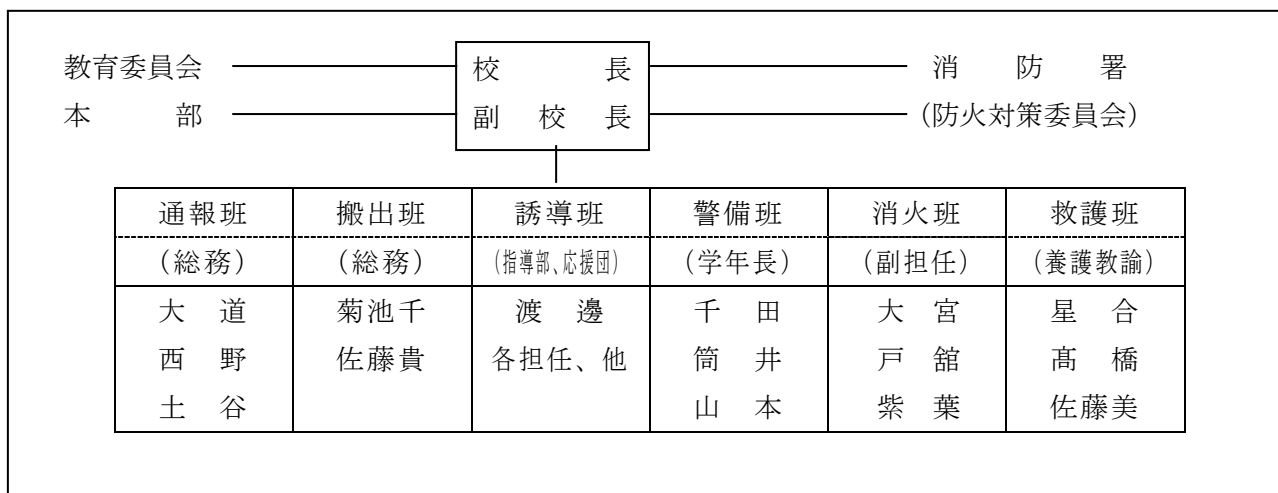 教育委員会 校長 消防署
本部 副校長 (防火対策委員会)
通報班 搬出班 誘導班 警備班 消火班 救護班
(総務) (総務) (指導部、応援団) (学年長) (副担任) (養護教諭)
大道 菊池千 渡邊 千田 大宮 星合
西野 佐藤貴 各担任、他 筒井 戸舘 髙橋
土谷 山本 紫葉 佐藤美